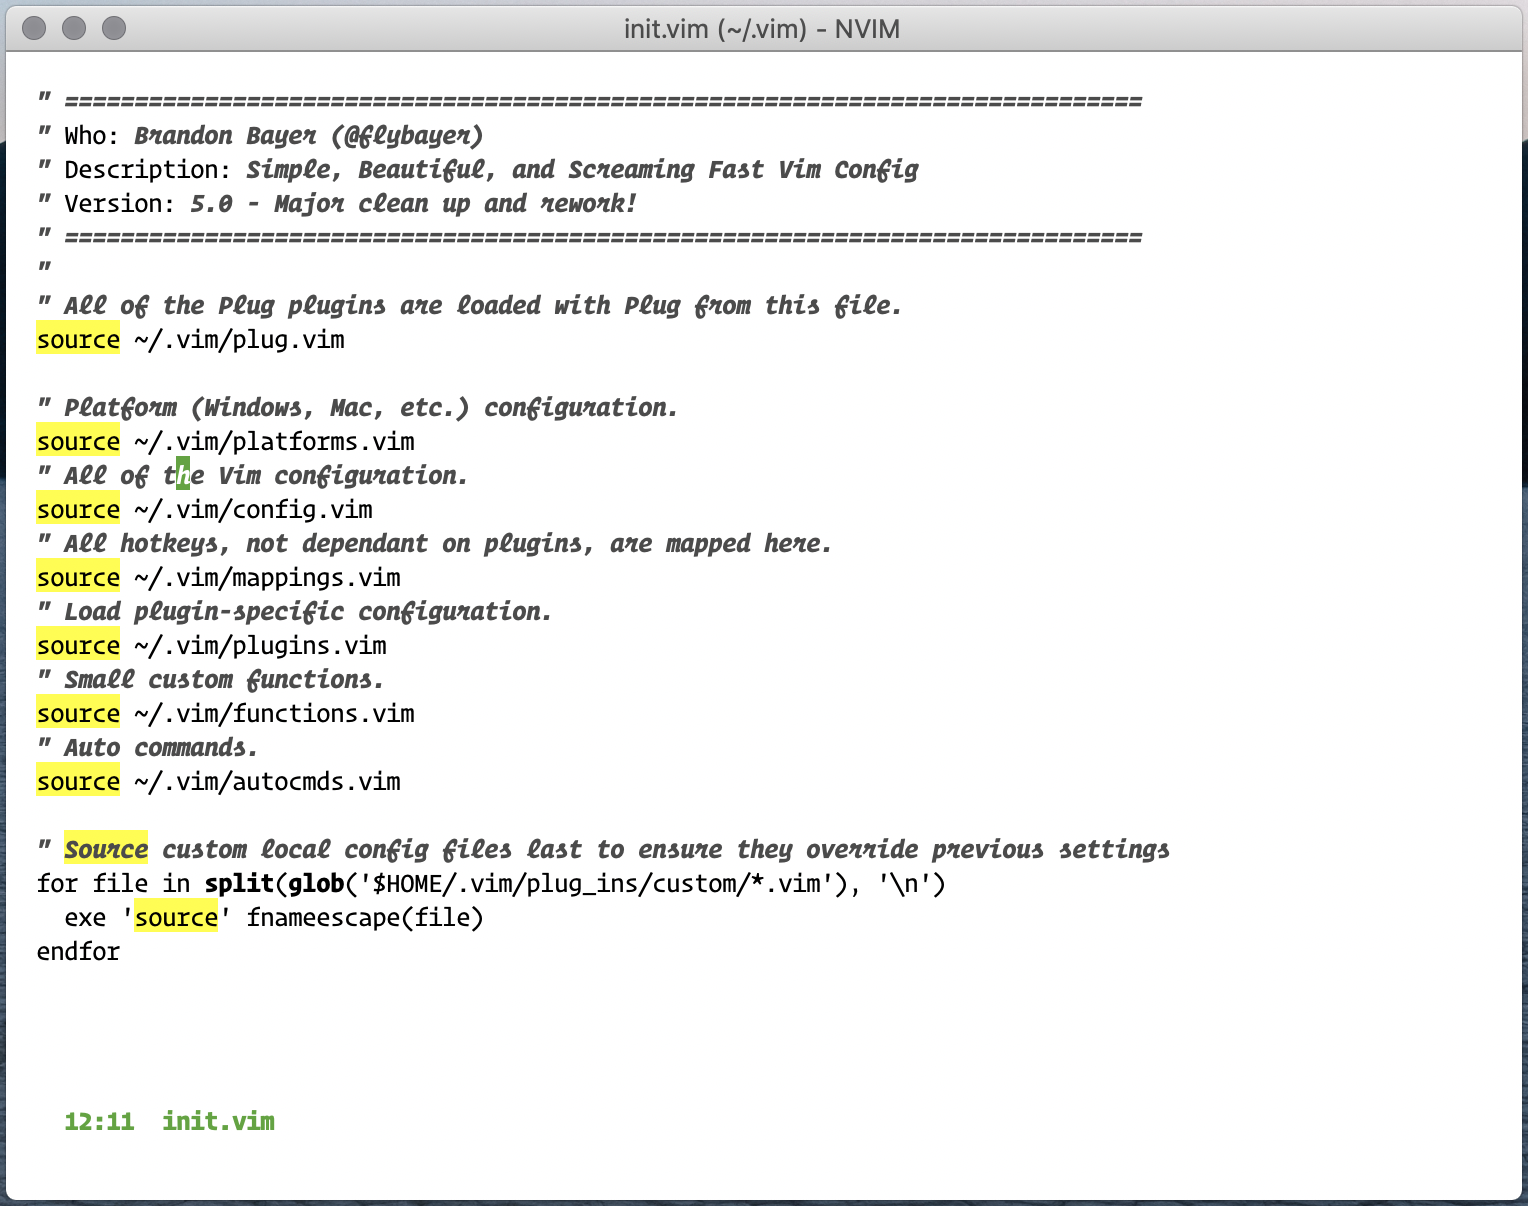 init.vim (~/.vim) - NVIM
" =============================================================================
" Who: Brandon Bayer (@flybayer)
" Description: Simple, Beautiful, and Screaming Fast Vim Config
" Version: 5.0 - Major clean up and rework!
" =============================================================================
"
" All of the Plug plugins are loaded with Plug from this file.
source ~/.vim/plug.vim
" Platform (Windows, Mac, etc.) configuration.
source ~/.vim/platforms.vim
" All of the Vim configuration.
source ~/.vim/config.vim
" All hotkeys, not dependant on plugins, are mapped here.
source ~/.vim/mappings.vim
" Load plugin-specific configuration.
source ~/.vim/plugins.vim
" Small custom functions.
source ~/.vim/functions.vim
" Auto commands.
source ~/.vim/autocmds.vim
" Source custom local config files last to ensure they override previous settings
for file in split(glob('$HOME/.vim/plug_ins/custom/*.vim'), '\n')
  exe 'source' fnameescape(file)
endfor
12:11  init.vim